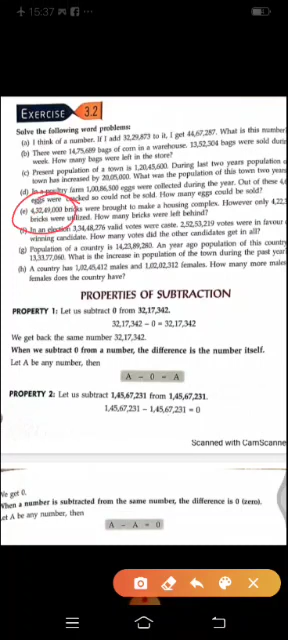 15:37
EXERCISE 3.2
Solve the following word problems:
(a) I think of a number. If I add 32,29,873 to it, I get 44,67,287. What is this number
(b) There were 14,75,689 bags of corn in a warehouse. 13,52,304 bags were sold
week. How many bags were left in the store?
(c) Present population of a town is 1,20,45,600. During last two years population
town has increased by 20,05,000. What was the population of this town two years
(d) In a poultry farm 1,00,86,500 eggs were collected during the year. Out of these
eggs were cracked so could not be sold. How many eggs could be sold?
(e) 4,32,49,000 bricks were brought to make a housing complex. However only
bricks were utilized. How many bricks were left behind?
(f) In an election 3,34,48,276 valid votes were caste. 2,52,53,219 votes were in favour
winning candidate. How many votes did the other candidates get in all?
(g) Population of a country is 14,23,89,280. An year ago population of this country
13,33,77,060. What is the increase in population of the town during the past year
(h) A country has 1,02,45,412 males and 1,02,02,312 females. How many more males
females does the country have?
PROPERTIES OF SUBTRACTION
PROPERTY 1: Let us subtract 0 from 32,17,342.
32,17,342 – 0 = 32,17,342
We get back the same number 32,17,342.
When we subtract 0 from a number, the difference is the number itself.
Let A be any number, then
A – 0 = A
PROPERTY 2: Let us subtract 1,45,67,231 from 1,45,67,231.
1,45,67,231 – 1,45,67,231 = 0
Scanned with CamScanne
We get 0.
When a number is subtracted from the same number, the difference is 0 (zero).
Let A be any number, then
A – A = 0